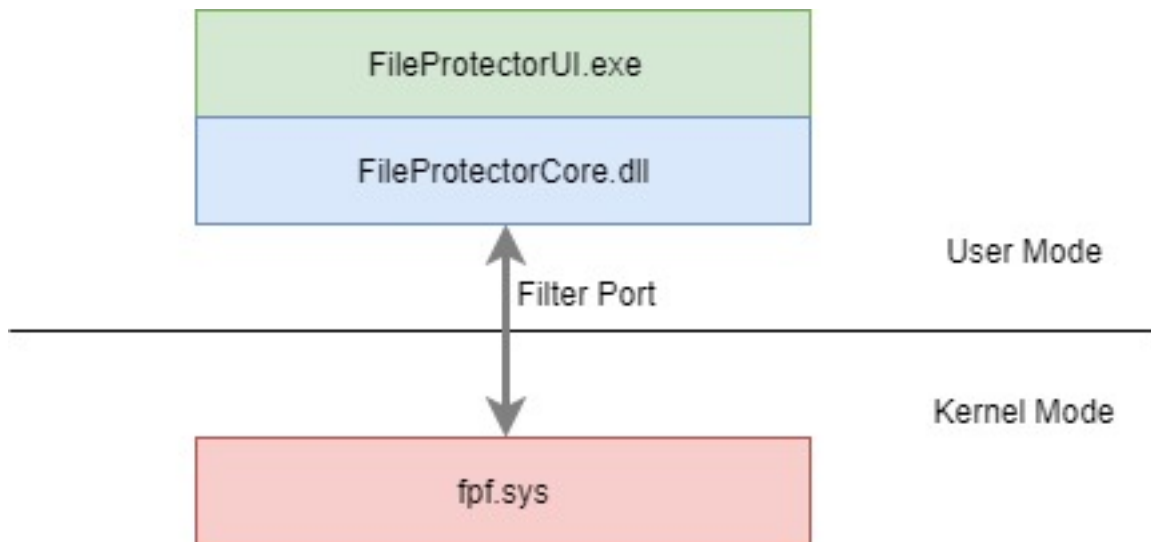 FileProtectorUI.exe
FileProtectorCore.dll
User Mode
Filter Port
Kernel Mode
fpf.sys